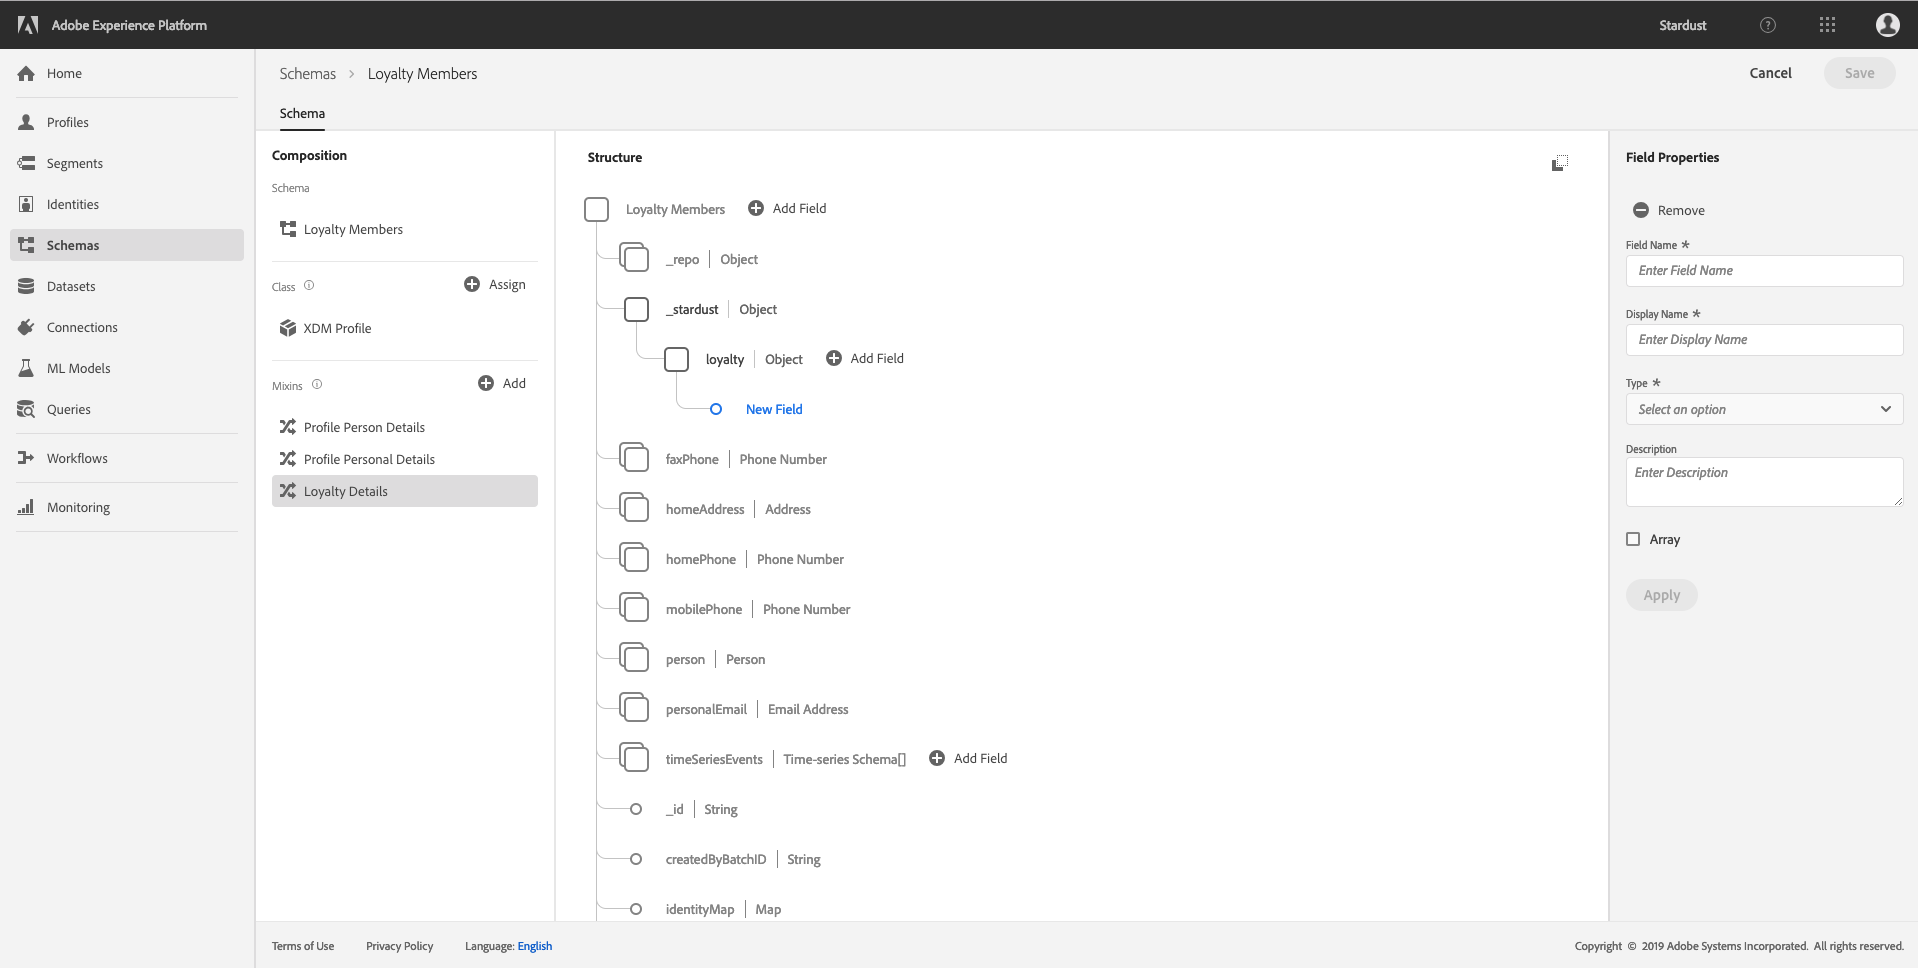 Adobe Experience Platform
Stardust
Home
Profiles
Segments
Identities
Schemas
Datasets
Connections
ML Models
Queries
Workflows
Monitoring
Schemas > Loyalty Members
Cancel
Save
Schema
Composition
Schema
Loyalty Members
Class
Assign
XDM Profile
Mixins
Add
Profile Person Details
Profile Personal Details
Loyalty Details
Structure
Loyalty Members Add Field
_repo | Object
_stardust | Object
loyalty | Object Add Field
New Field
faxPhone | Phone Number
homeAddress | Address
homePhone | Phone Number
mobilePhone | Phone Number
person | Person
personalEmail | Email Address
timeSeriesEvents | Time-series Schema[] Add Field
_id | String
createdByBatchID | String
identityMap | Map
Field Properties
Remove
Field Name *
Enter Field Name
Display Name *
Enter Display Name
Type *
Select an option
Description
Enter Description
Array
Apply
Terms of Use Privacy Policy Language: English
Copyright © 2019 Adobe Systems Incorporated. All rights reserved.